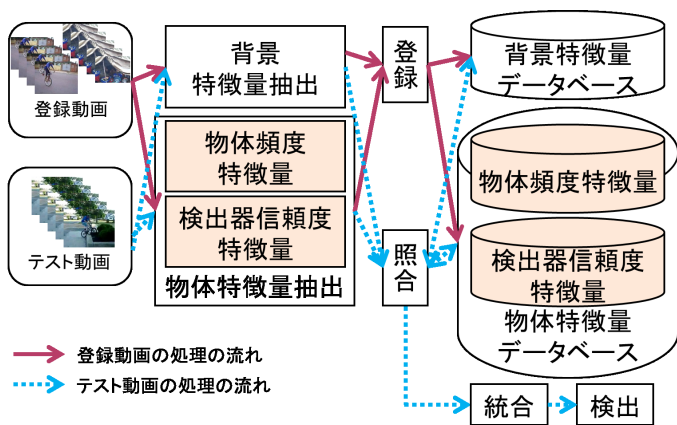 登録動画
テスト動画
背景
特徴量抽出
物体頻度
特徴量
検出器信頼度
特徴量
物体特徴量抽出
登録
照合
背景特徴量
データベース
物体頻度特徴量
検出器信頼度
特徴量
物体特徴量
データベース
登録動画の処理の流れ
テスト動画の処理の流れ
統合
検出